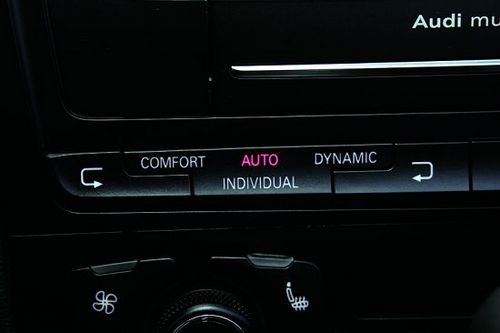 Audi mu
COMFORT AUTO DYNAMIC
INDIVIDUAL